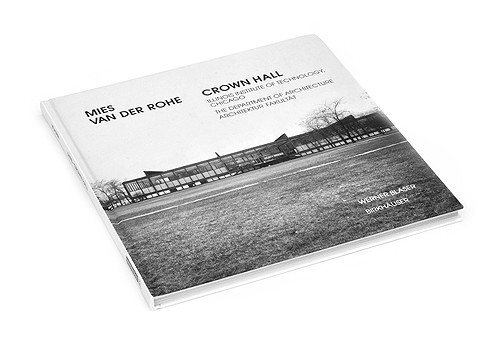 MIES
VAN DER ROHE
CROWN HALL
ILLINOIS INSTITUTE OF TECHNOLOGY,
CHICAGO
THE DEPARTMENT OF ARCHITECTURE
ARCHITEKTUR FAKULTÄT
WERNER BLASER
BIRKHÄUSER